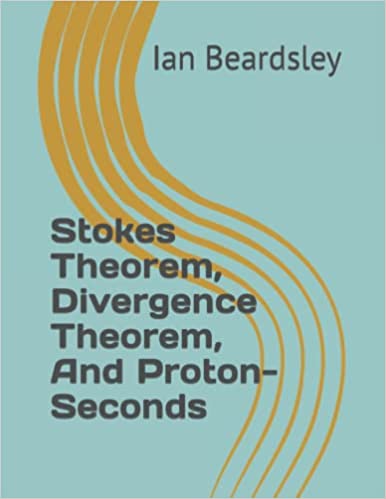 Ian Beardsley
Stokes
Theorem,
Divergence
Theorem,
And Proton-
Seconds